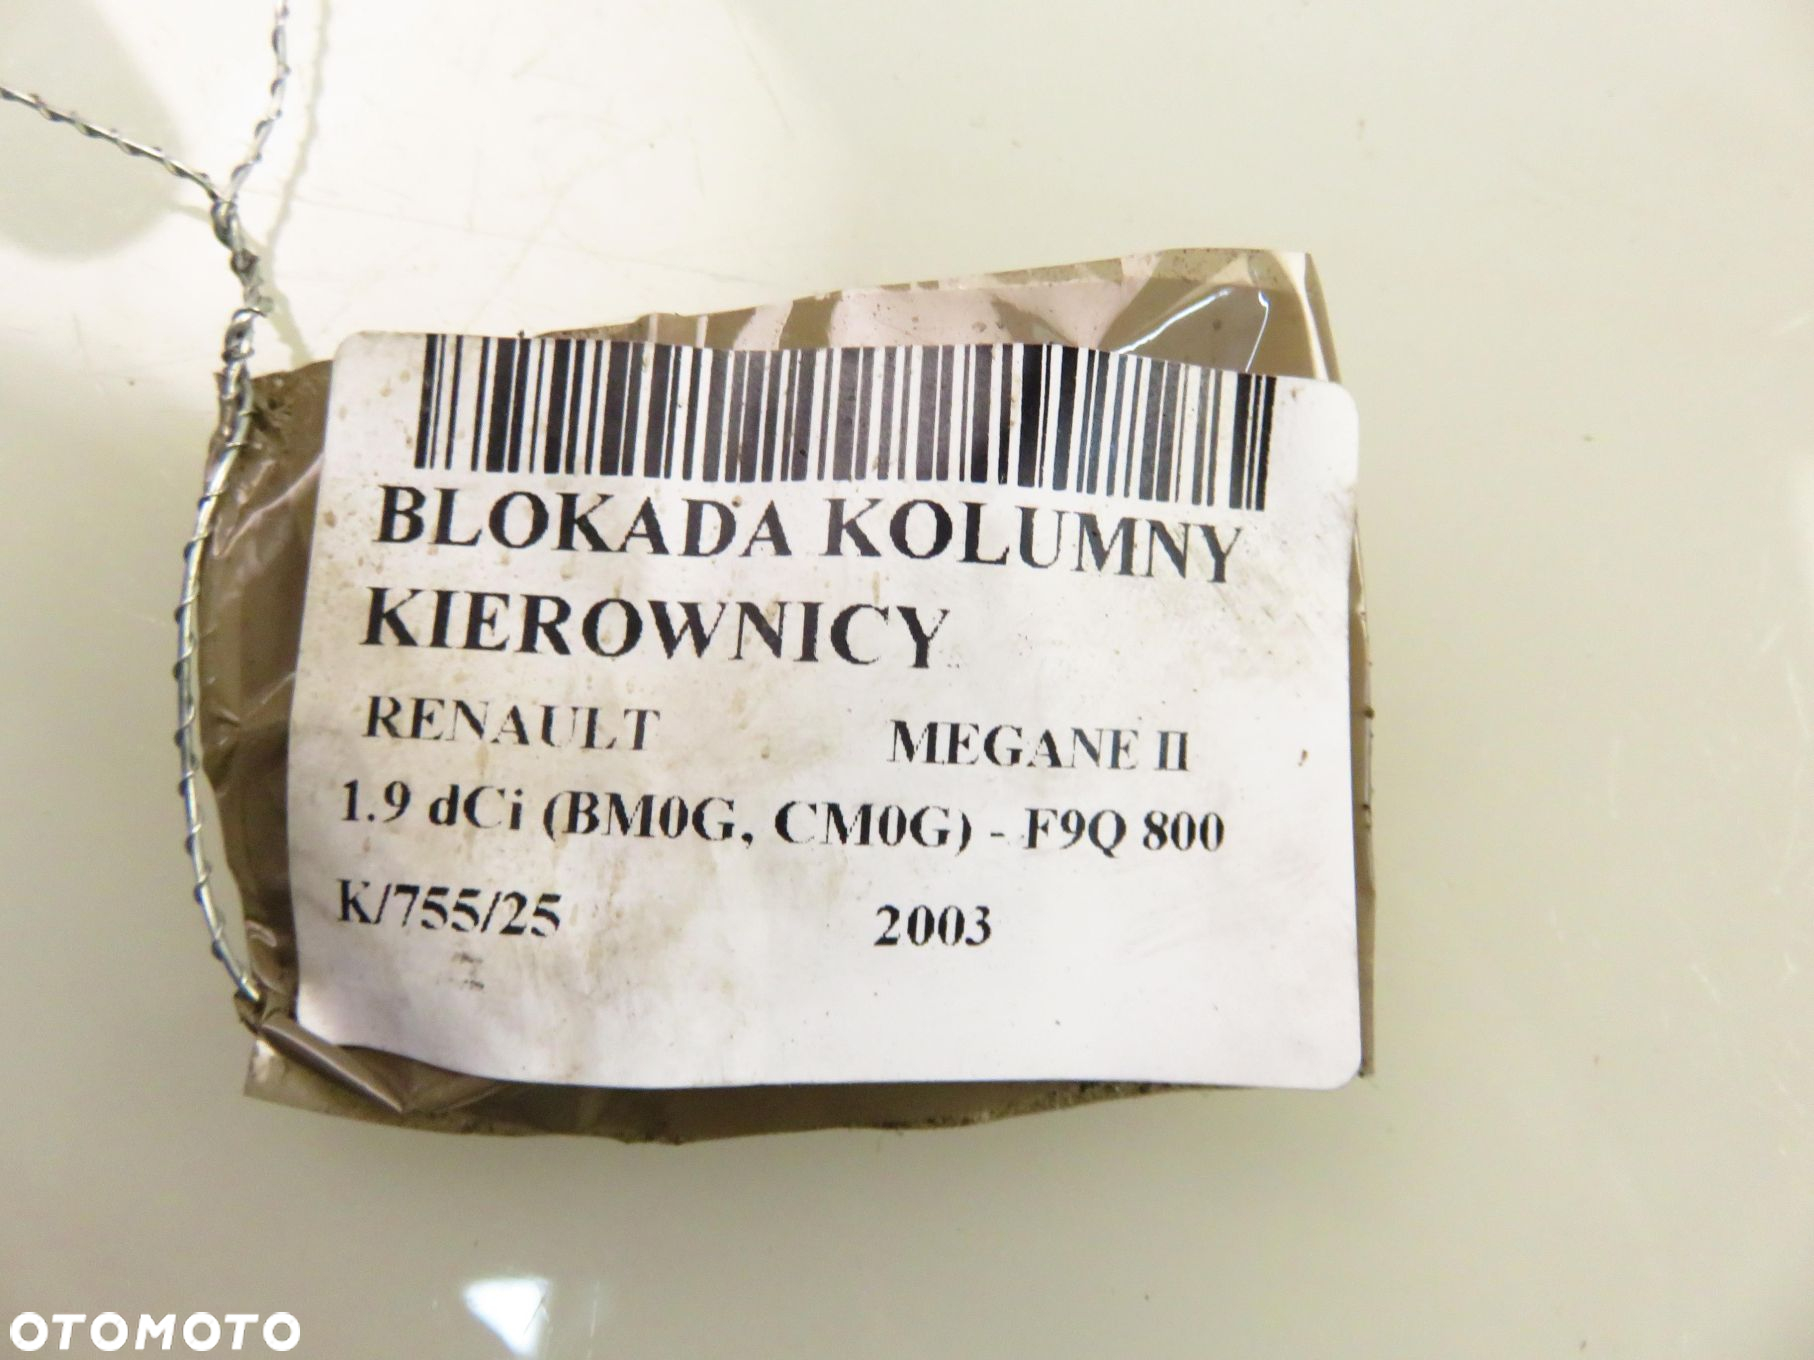 BLOKADA KOLUMNY
KIEROWNICY
RENAULT MEGANE II
1.9 dCi (BM0G, CM0G) - F9Q 800
K/755/25 2003
OTOMOTO